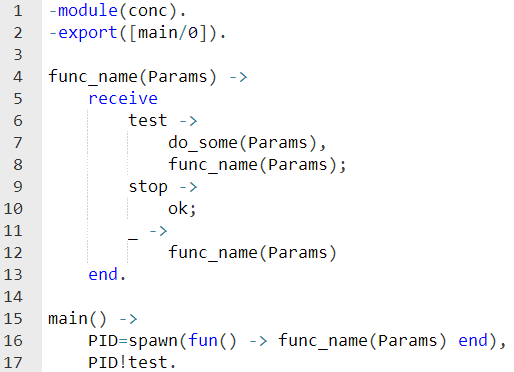 1 -module(conc).
2 -export([main/0]).
3
4 func_name(Params) ->
5     receive
6         test ->
7             do_some(Params),
8             func_name(Params);
9         stop ->
10             ok;
11         _ ->
12             func_name(Params)
13     end.
14
15 main() ->
16     PID=spawn(fun() -> func_name(Params) end),
17     PID!test.